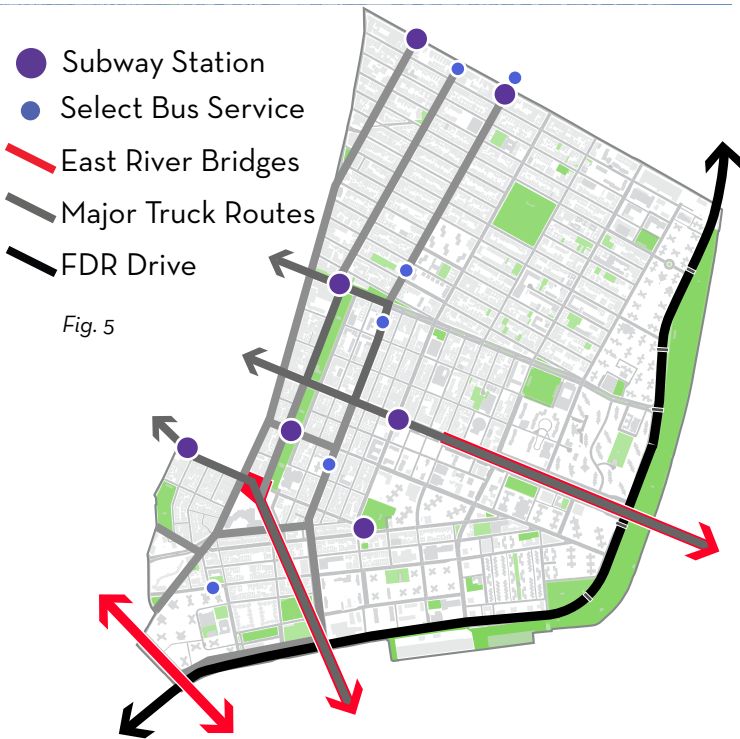 Subway Station
Select Bus Service
East River Bridges
Major Truck Routes
FDR Drive
Fig. 5